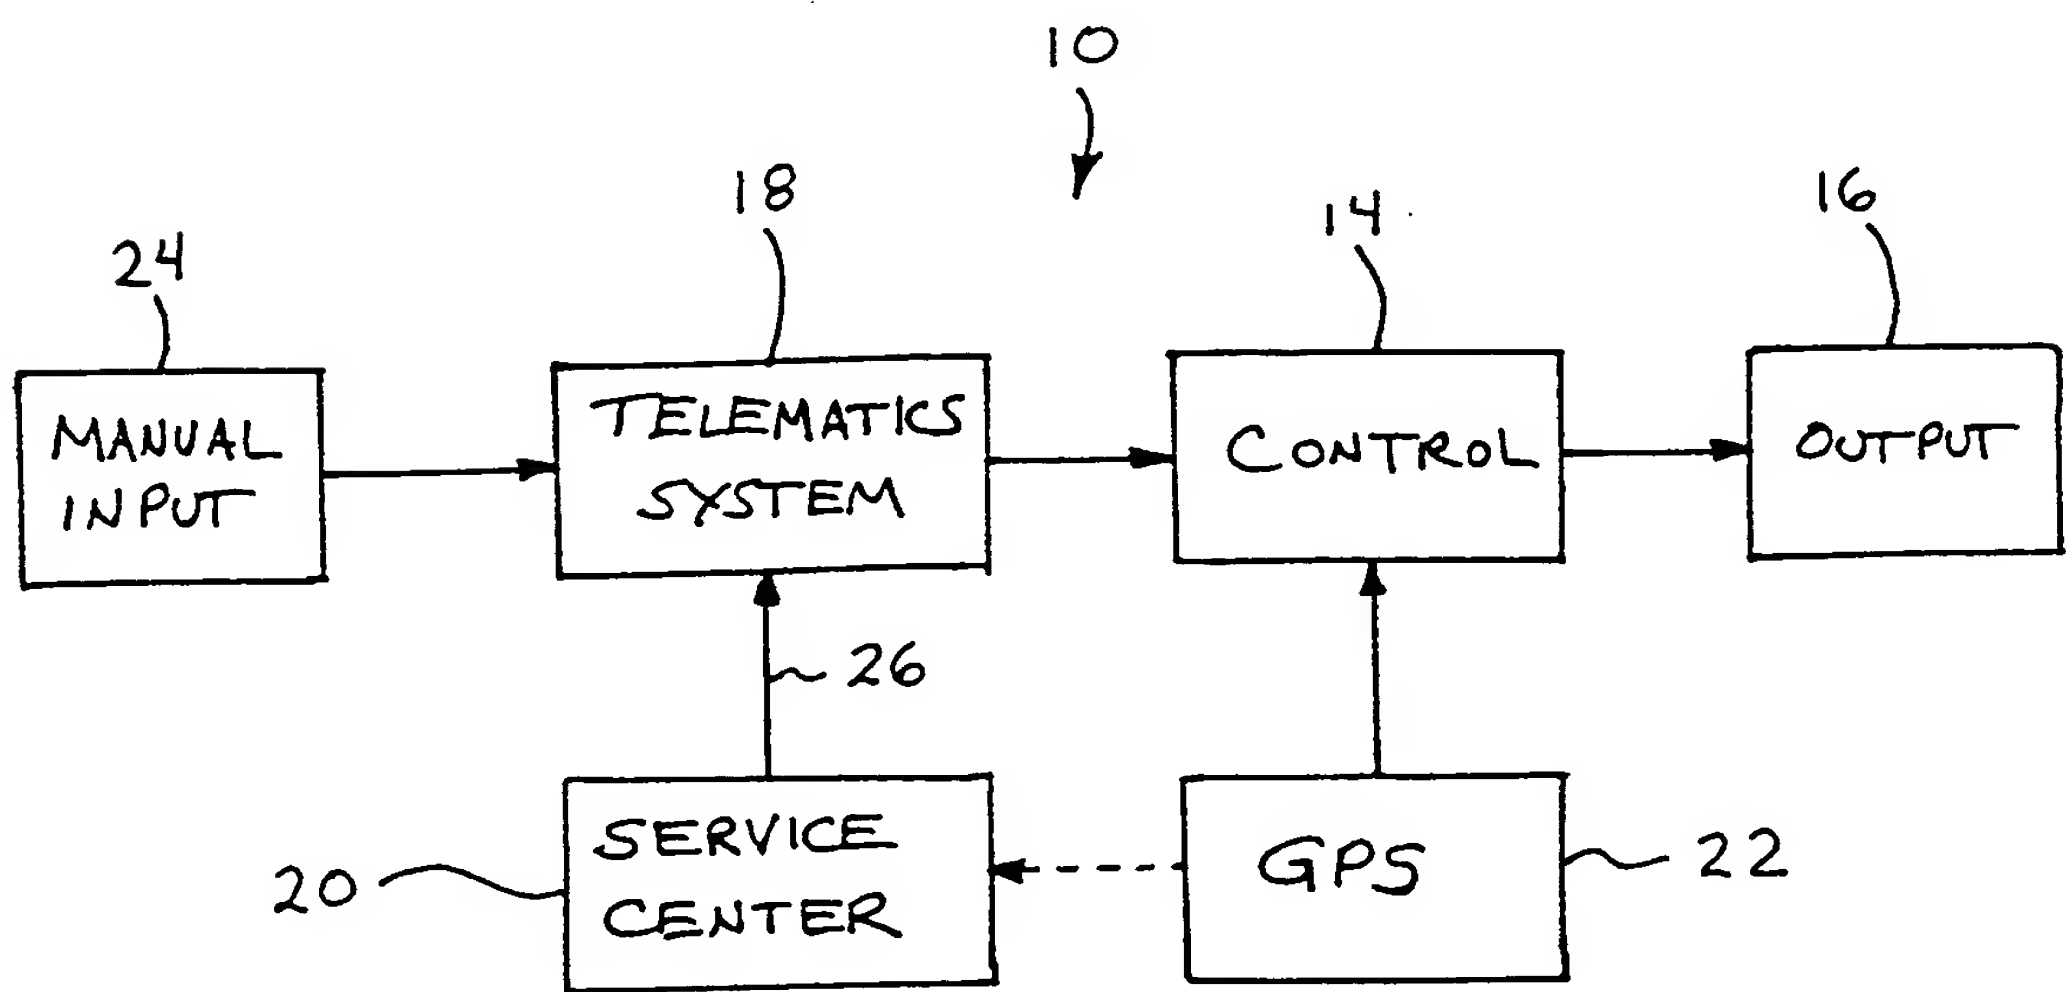 10
18
14
16
24
MANUAL
INPUT
TELEMATICS
SYSTEM
CONTROL
OUTPUT
26
SERVICE
CENTER
GPS
20
22